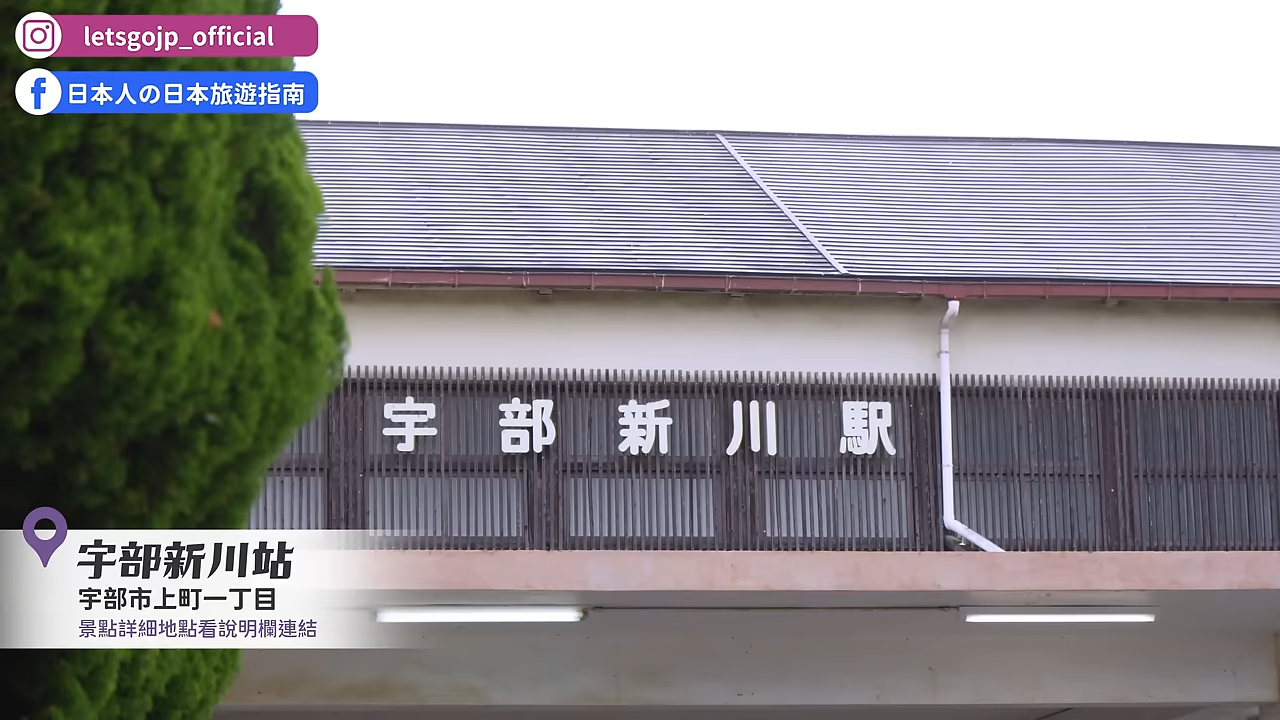 letsgojp_official
日本人の日本旅遊指南
宇部新川駅
宇部新川站
宇部市上町一丁目
景點詳細地點看說明欄連結